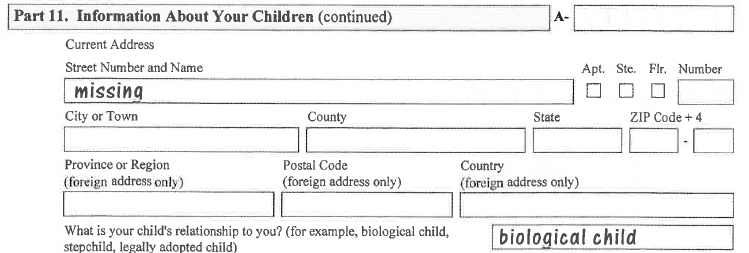 Part 11. Information About Your Children (continued) A-
Current Address
Street Number and Name Apt. Ste. Flr. Number
missing
City or Town County State ZIP Code + 4
-
Province or Region (foreign address only) Postal Code (foreign address only) Country (foreign address only)
What is your child's relationship to you? (for example, biological child, stepchild, legally adopted child) biological child